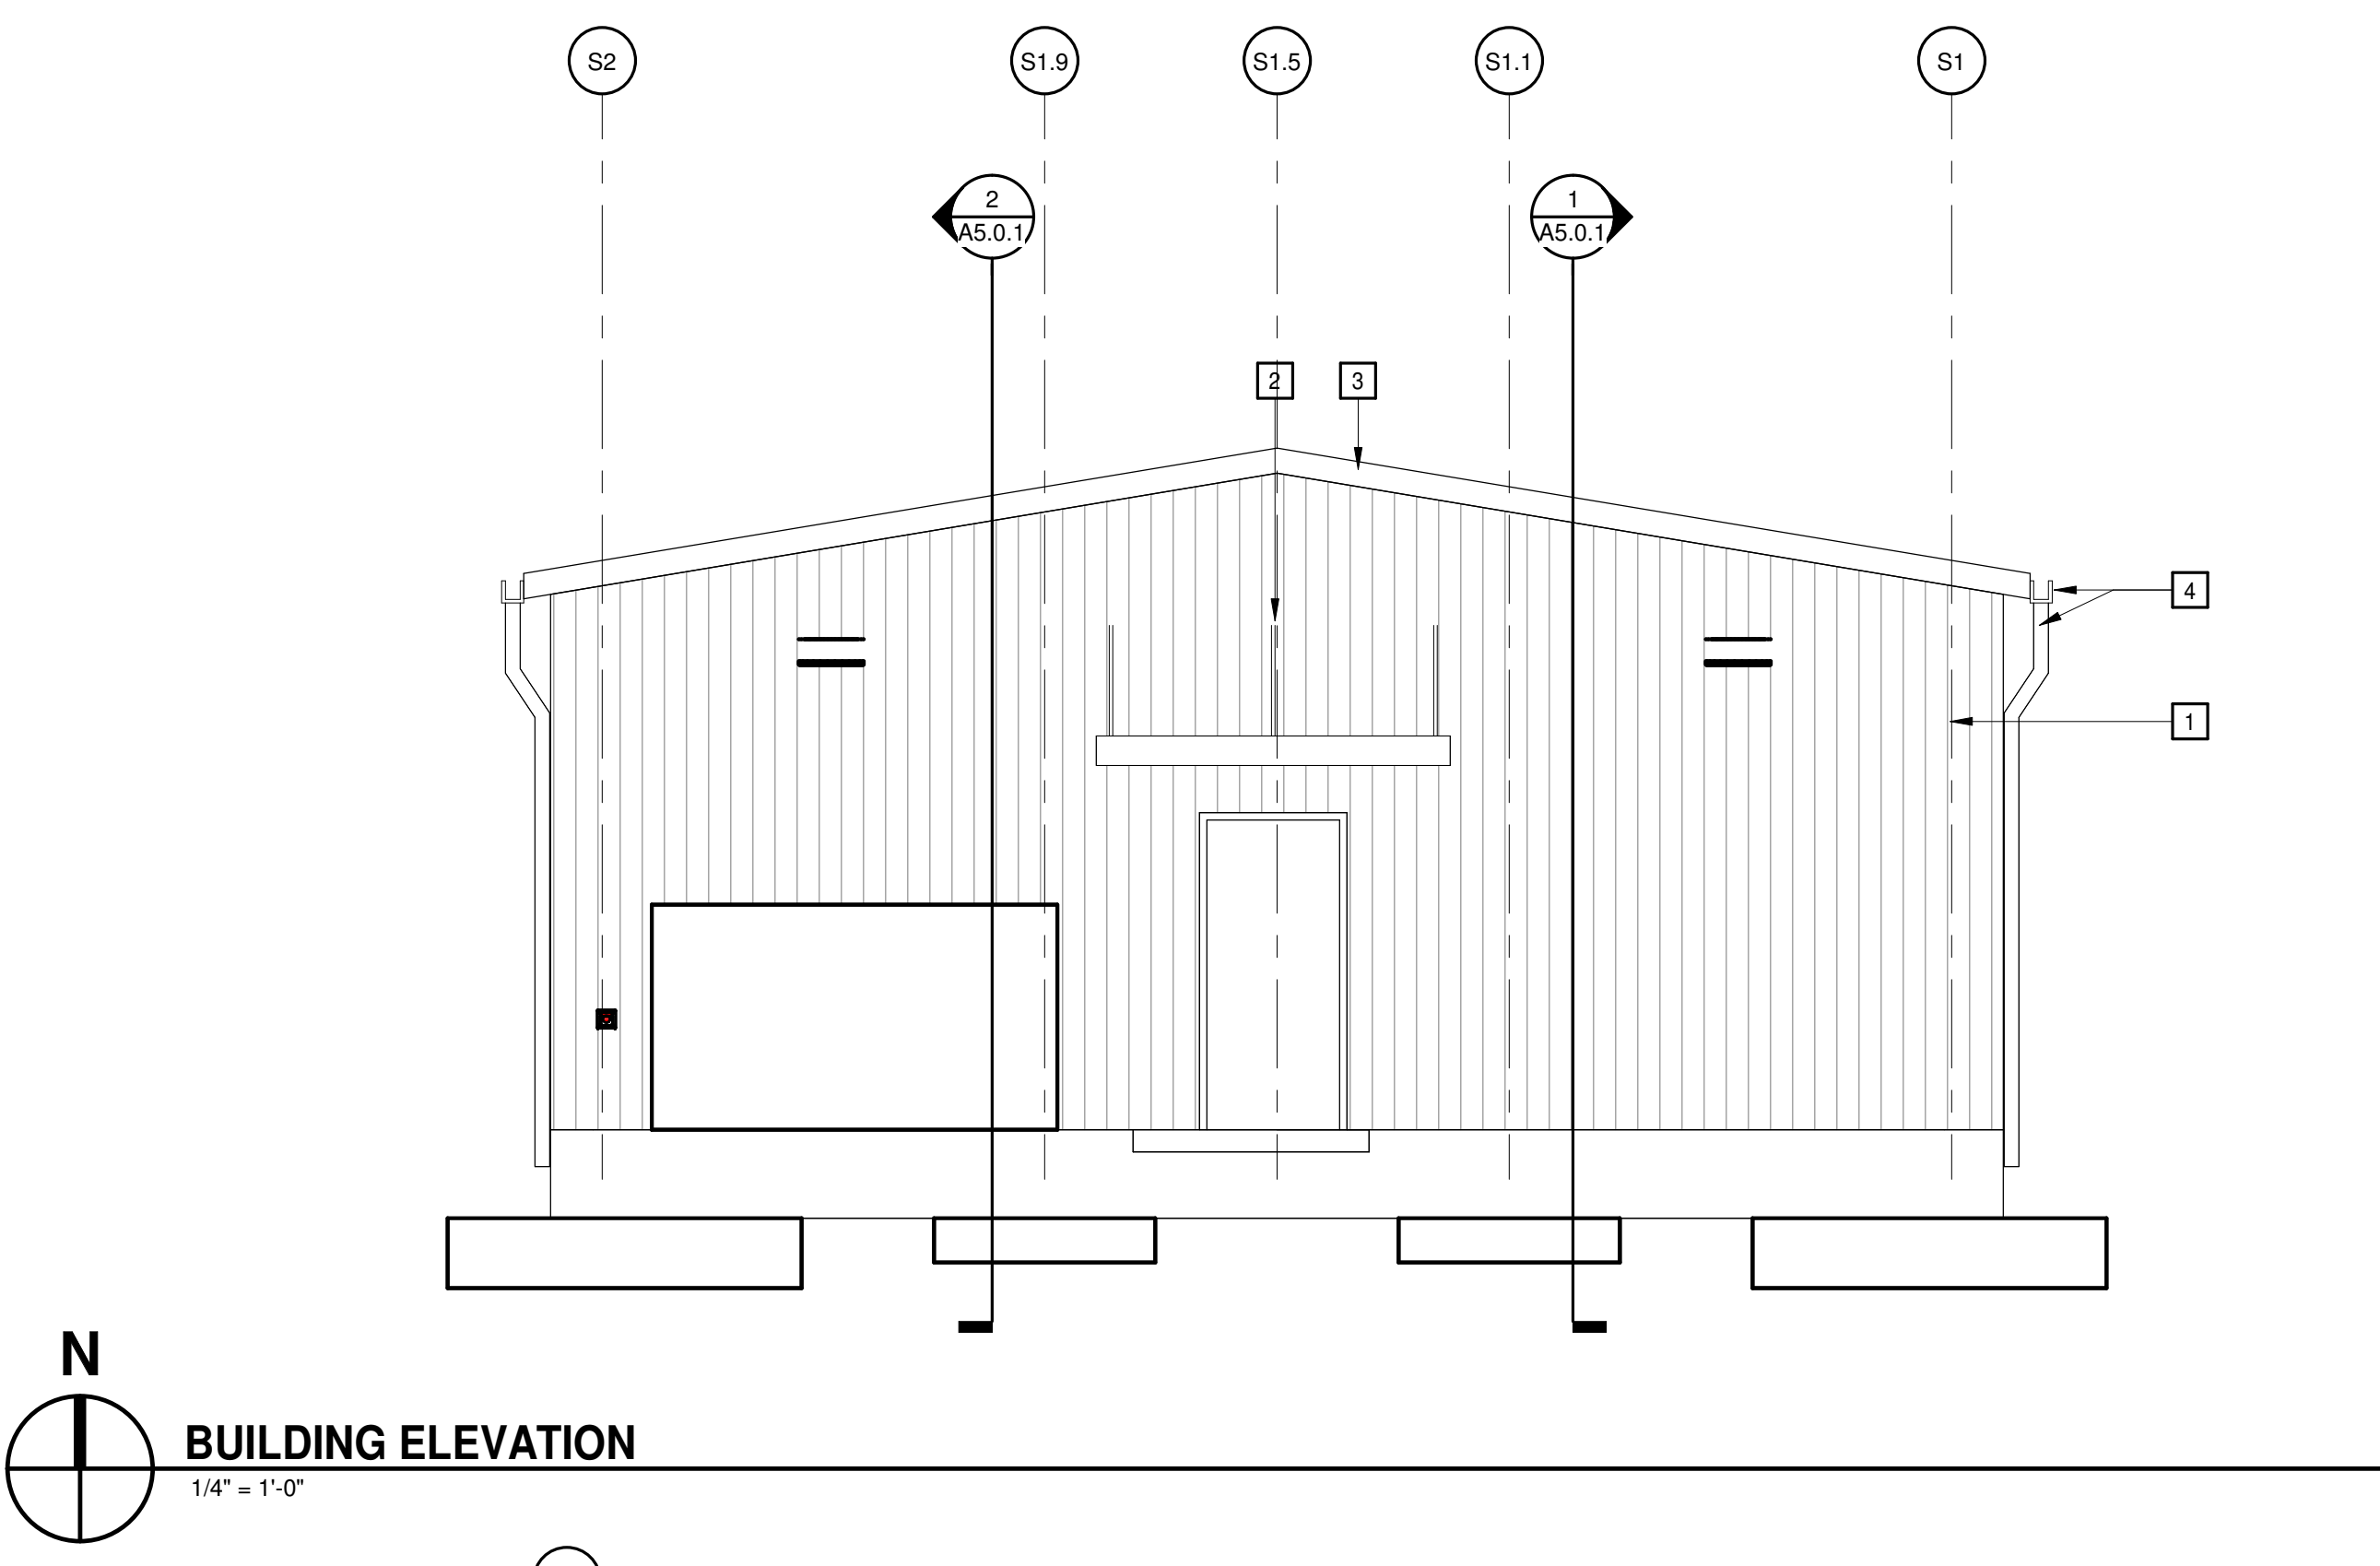 S2
S1.9
S1.5
S1.1
S1
2
A5.0.1
1
A5.0.1
2
3
4
1
N
BUILDING ELEVATION
1/4" = 1'-0"